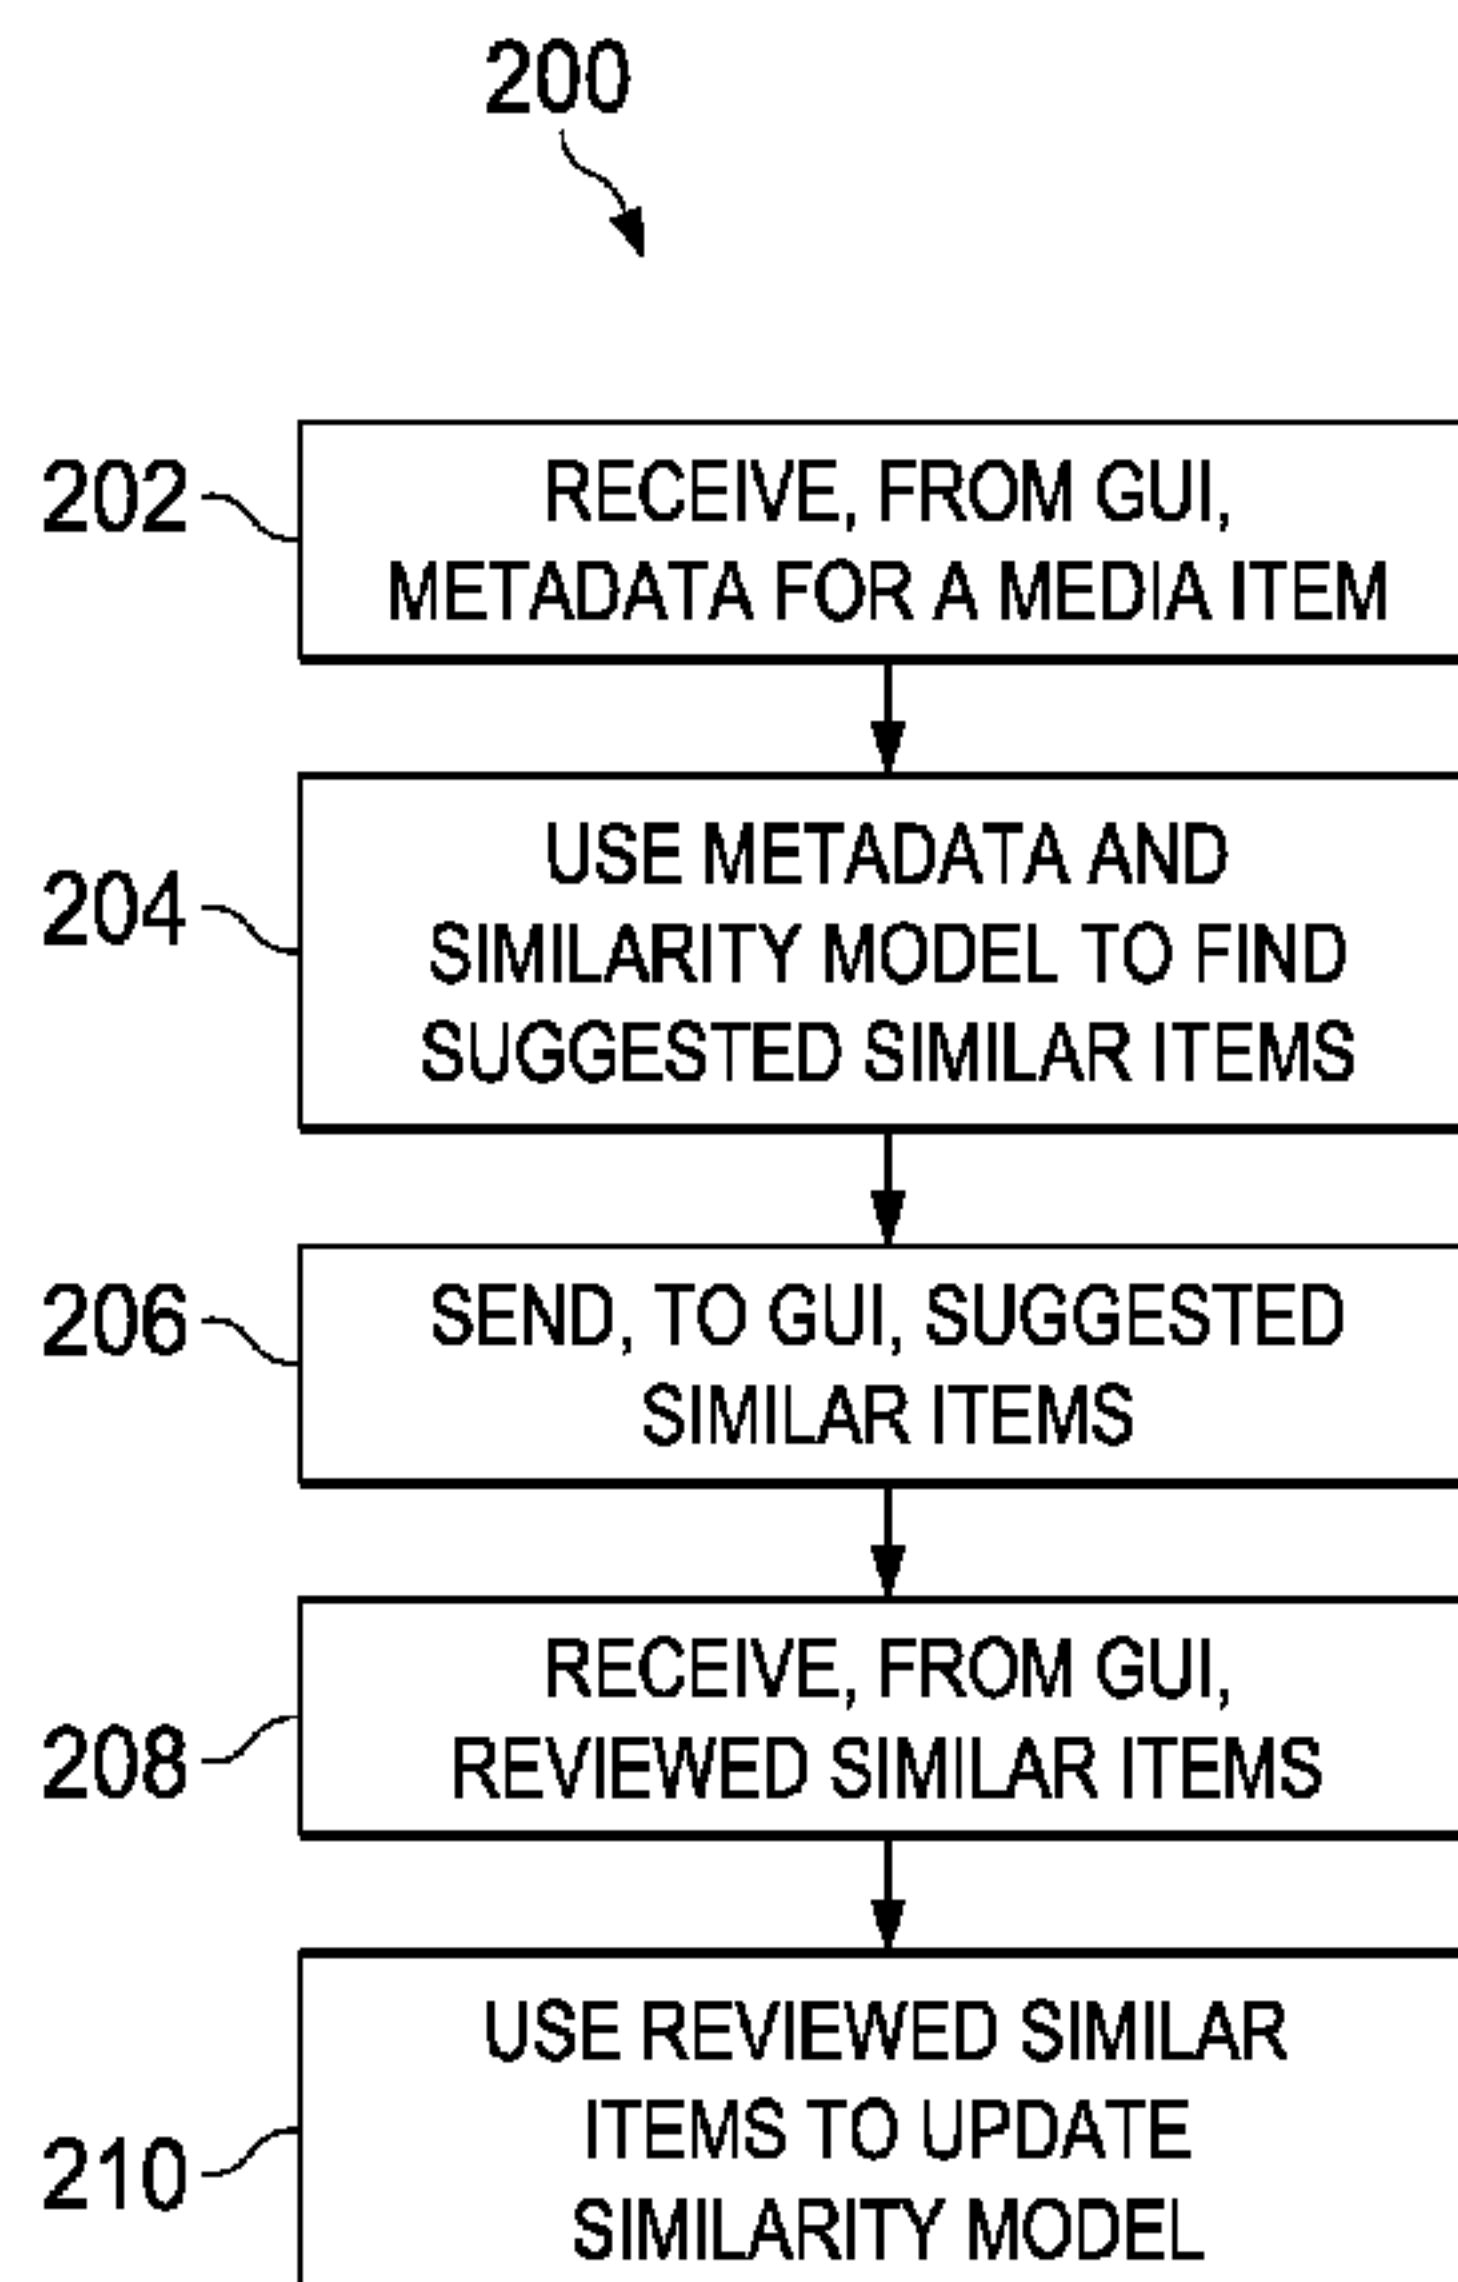 200
202
RECEIVE, FROM GUI,
METADATA FOR A MEDIA ITEM
204
USE METADATA AND
SIMILARITY MODEL TO FIND
SUGGESTED SIMILAR ITEMS
206
SEND, TO GUI, SUGGESTED
SIMILAR ITEMS
208
RECEIVE, FROM GUI,
REVIEWED SIMILAR ITEMS
210
USE REVIEWED SIMILAR
ITEMS TO UPDATE
SIMILARITY MODEL